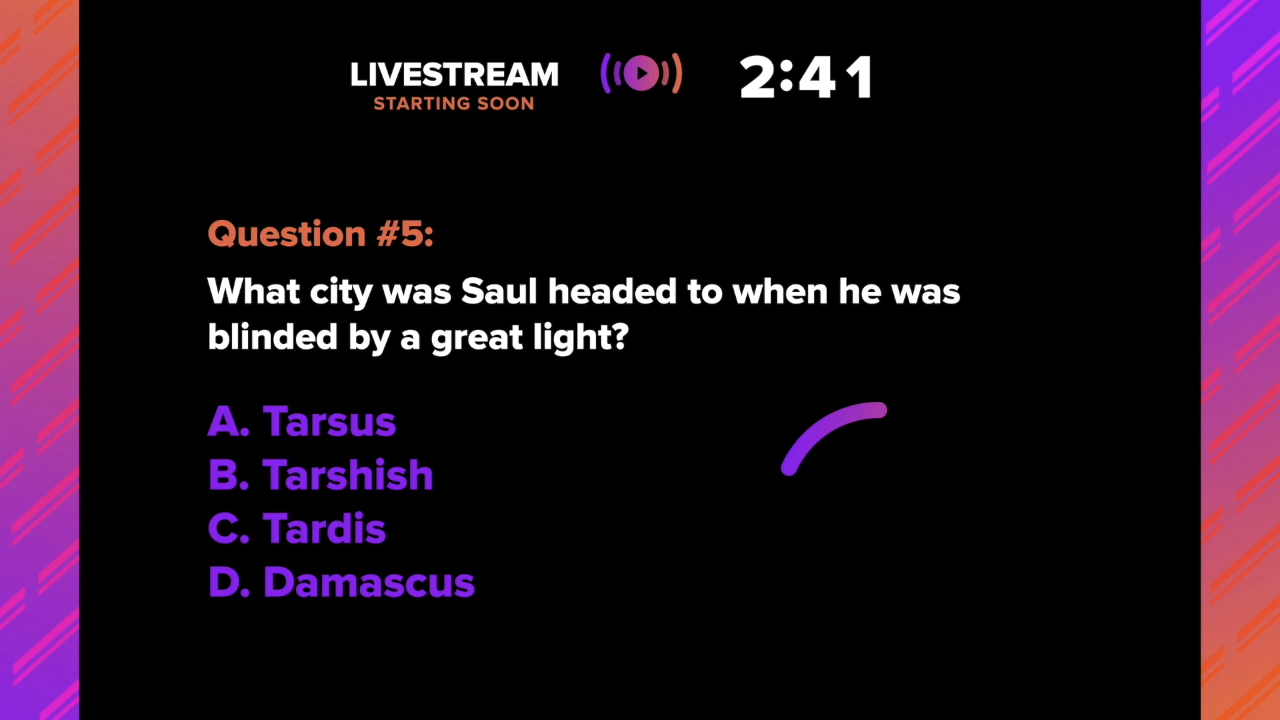 LIVESTREAM
STARTING SOON
2:41
Question #5:
What city was Saul headed to when he was
blinded by a great light?
A. Tarsus
B. Tarshish
C. Tardis
D. Damascus